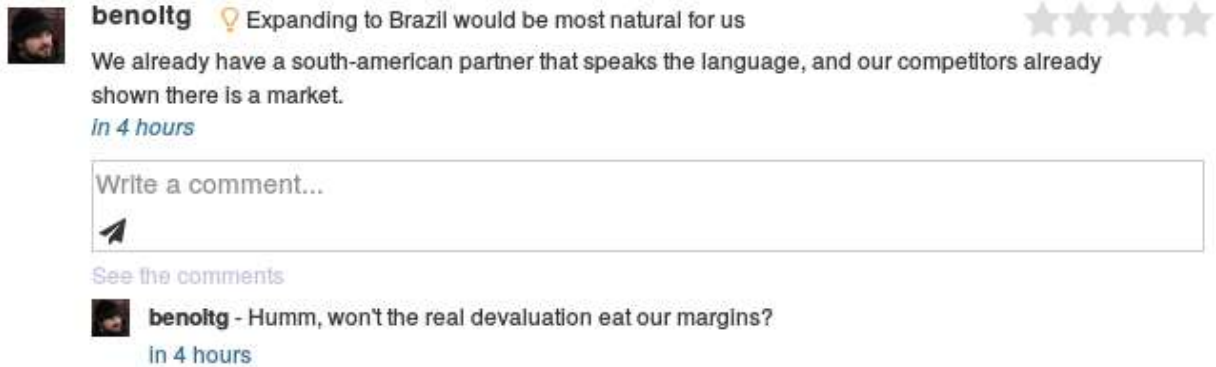 benoitg Expanding to Brazil would be most natural for us
We already have a south-american partner that speaks the language, and our competitors already
shown there is a market.
in 4 hours
Write a comment...
See the comments
benoitg - Humm, won't the real devaluation eat our margins?
in 4 hours